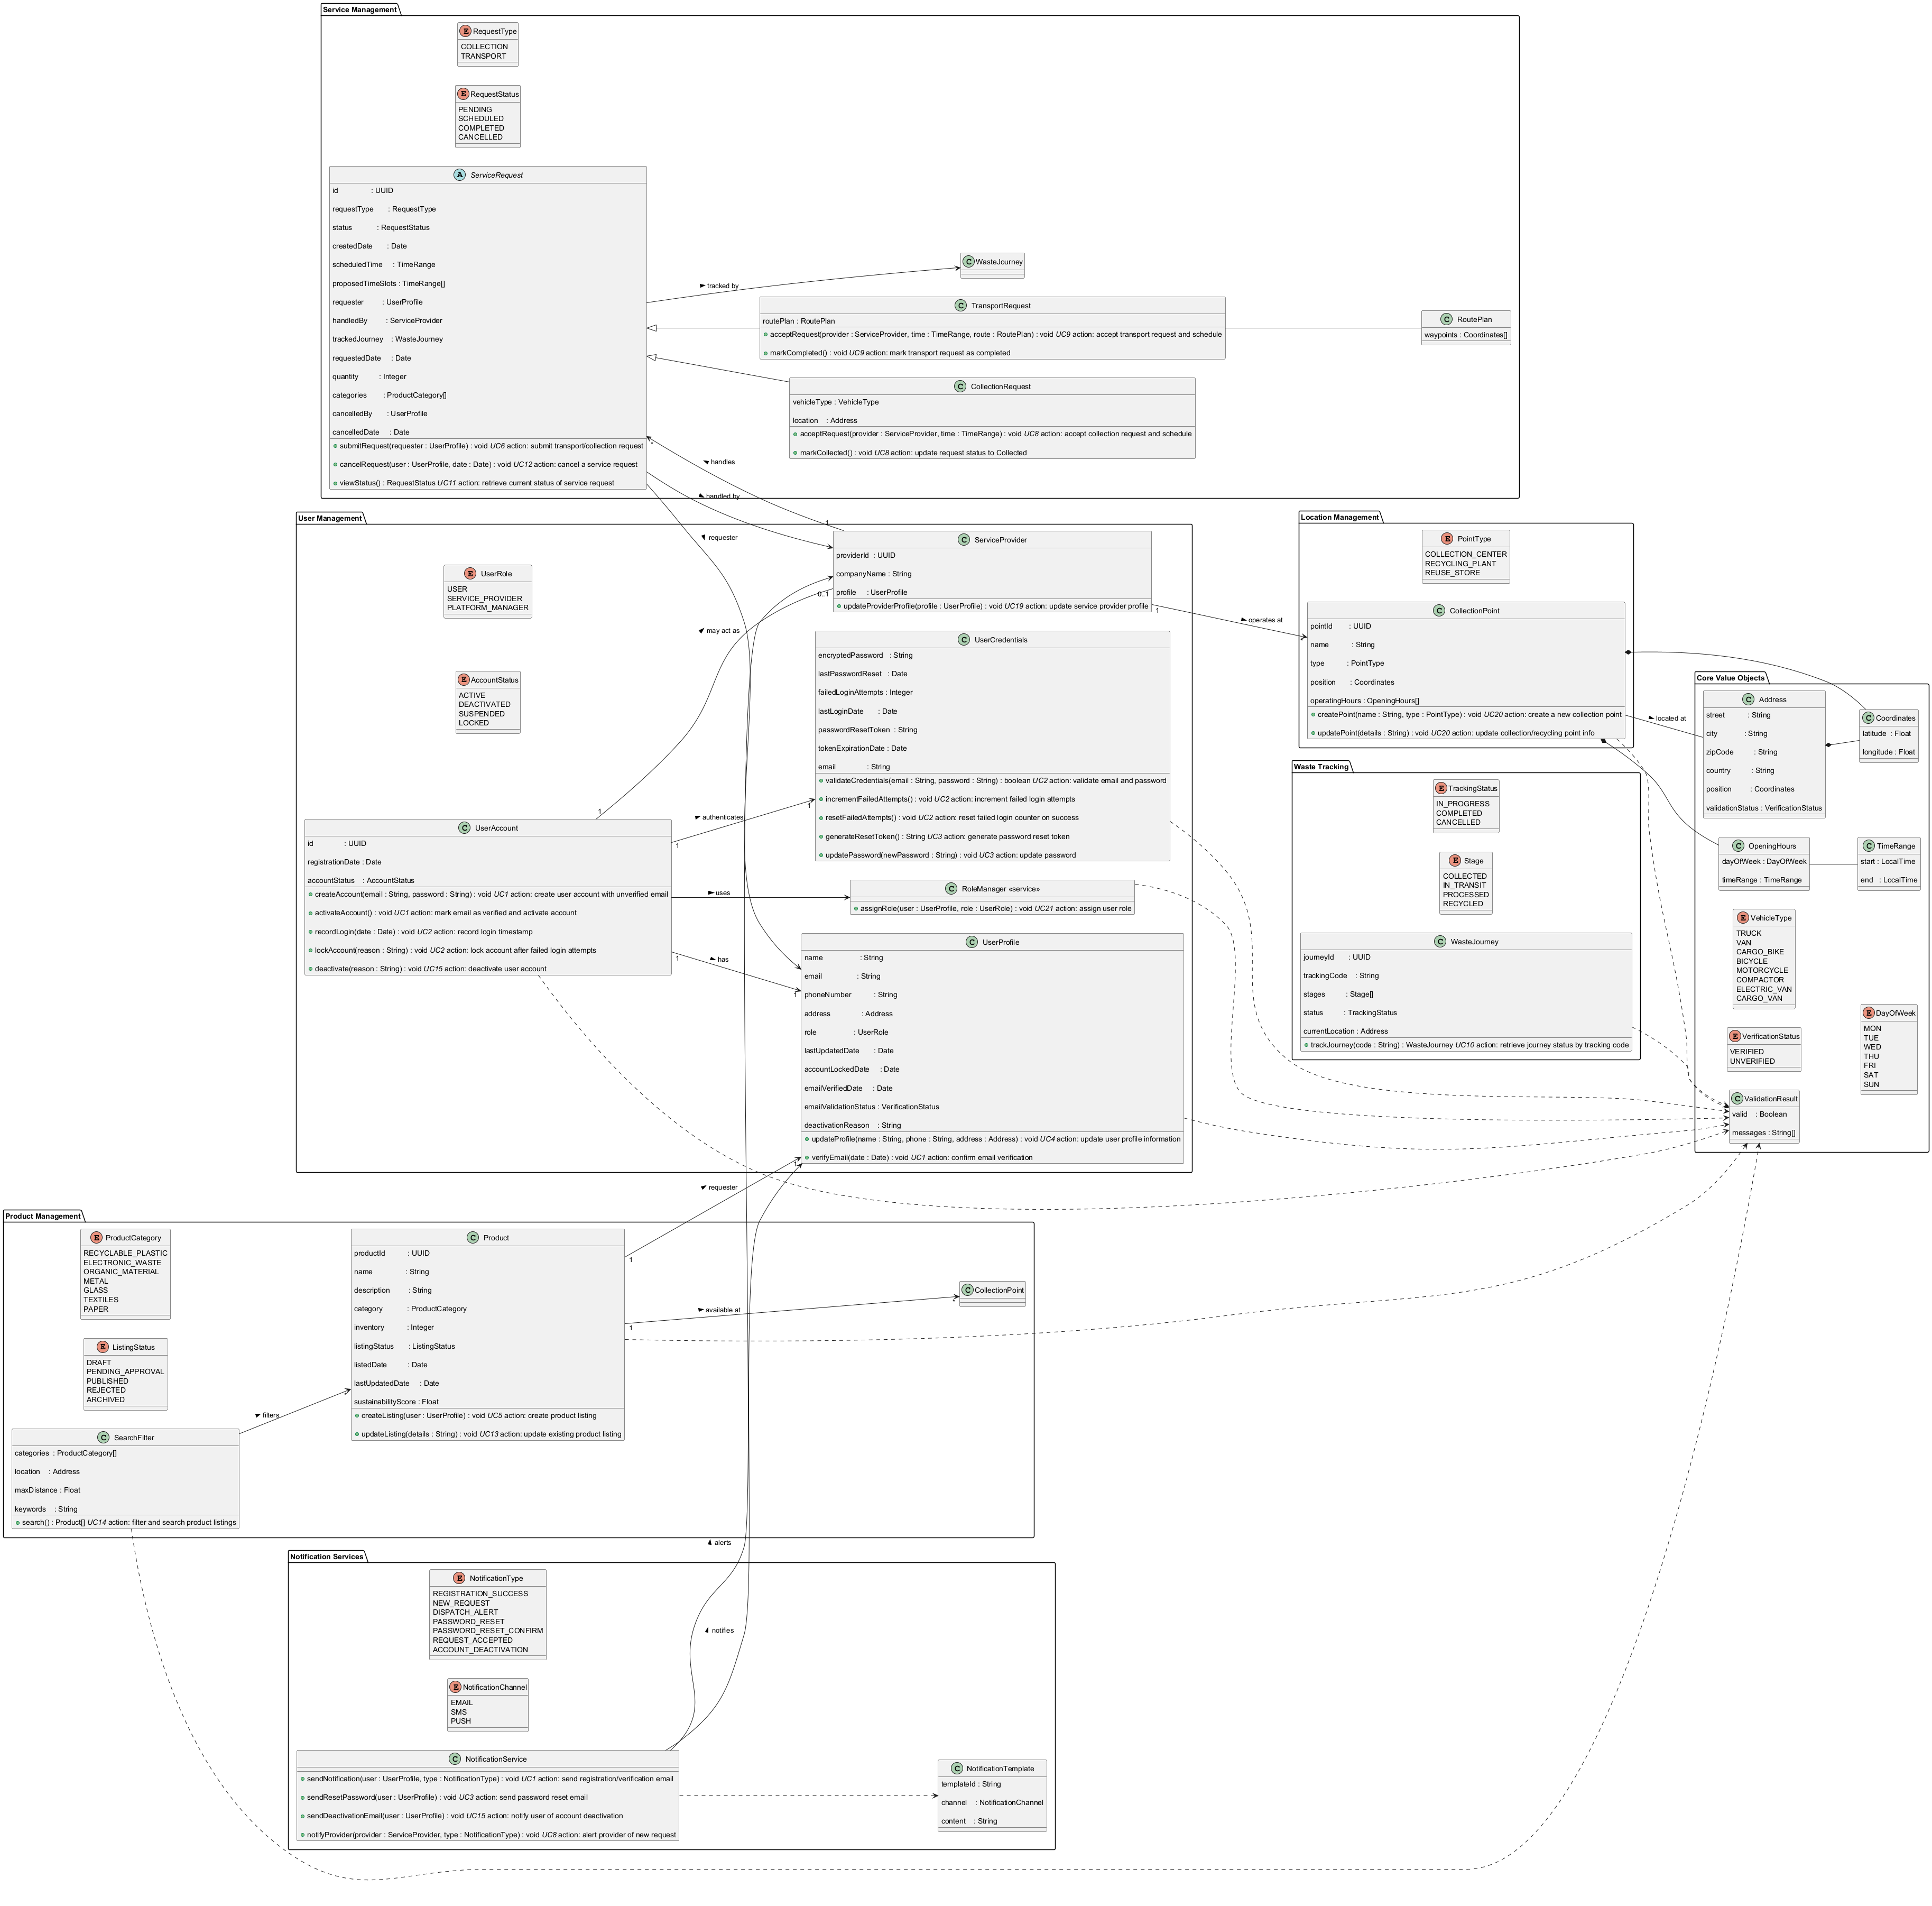 Service Management
E RequestType
COLLECTION
TRANSPORT
E RequestStatus
PENDING
SCHEDULED
COMPLETED
CANCELLED
A ServiceRequest
id : UUID
requestType : RequestType
status : RequestStatus
createdDate : Date
scheduledTime : TimeRange
proposedTimeSlots : TimeRange[]
requester : UserProfile
handledBy : ServiceProvider
trackedJourney : WasteJourney
requestedDate : Date
quantity : Integer
categories : ProductCategory[]
cancelledBy : UserProfile
cancelledDate : Date
submitRequest(requester : UserProfile) : void UC6 action: submit transport/collection request
cancelRequest(user : UserProfile, date : Date) : void UC12 action: cancel a service request
viewStatus() : RequestStatus UC11 action: retrieve current status of service request
tracked by
C WasteJourney
C TransportRequest
routePlan : RoutePlan
acceptRequest(provider : ServiceProvider, time : TimeRange, route : RoutePlan) : void UC9 action: accept transport request and schedule
markCompleted() : void UC9 action: mark transport request as completed
C RoutePlan
waypoints : Coordinates[]
C CollectionRequest
vehicleType : VehicleType
location : Address
acceptRequest(provider : ServiceProvider, time : TimeRange) : void UC8 action: accept collection request and schedule
markCollected() : void UC8 action: update request status to Collected
*
handles
handled by
1
requester
User Management
E UserRole
USER
SERVICE_PROVIDER
PLATFORM_MANAGER
E AccountStatus
ACTIVE
DEACTIVATED
SUSPENDED
LOCKED
C ServiceProvider
providerId : UUID
companyName : String
profile : UserProfile
updateProviderProfile(profile : UserProfile) : void UC19 action: update service provider profile
0..1
may act as
1
operates at
*
C UserCredentials
encryptedPassword : String
lastPasswordReset : Date
failedLoginAttempts : Integer
lastLoginDate : Date
passwordResetToken : String
tokenExpirationDate : Date
email : String
validateCredentials(email : String, password : String) : boolean UC2 action: validate email and password
incrementFailedAttempts() : void UC2 action: increment failed login attempts
resetFailedAttempts() : void UC2 action: reset failed login counter on success
generateResetToken() : String UC3 action: generate password reset token
updatePassword(newPassword : String) : void UC3 action: update password
1
C UserAccount
id : UUID
registrationDate : Date
accountStatus : AccountStatus
createAccount(email : String, password : String) : void UC1 action: create user account with unverified email
activateAccount() : void UC1 action: mark email as verified and activate account
recordLogin(date : Date) : void UC2 action: record login timestamp
lockAccount(reason : String) : void UC2 action: lock account after failed login attempts
deactivate(reason : String) : void UC15 action: deactivate user account
1
authenticates
1
uses
1
has
1
C RoleManager «service»
assignRole(user : UserProfile, role : UserRole) : void UC21 action: assign user role
C UserProfile
name : String
email : String
phoneNumber : String
address : Address
role : UserRole
lastUpdatedDate : Date
accountLockedDate : Date
emailVerifiedDate : Date
emailValidationStatus : VerificationStatus
deactivationReason : String
updateProfile(name : String, phone : String, address : Address) : void UC4 action: update user profile information
verifyEmail(date : Date) : void UC1 action: confirm email verification
1
Location Management
E PointType
COLLECTION_CENTER
RECYCLING_PLANT
REUSE_STORE
C CollectionPoint
pointId : UUID
name : String
type : PointType
position : Coordinates
operatingHours : OpeningHours[]
createPoint(name : String, type : PointType) : void UC20 action: create a new collection point
updatePoint(details : String) : void UC20 action: update collection/recycling point info
located at
Waste Tracking
E TrackingStatus
IN_PROGRESS
COMPLETED
CANCELLED
E Stage
COLLECTED
IN_TRANSIT
PROCESSED
RECYCLED
C WasteJourney
journeyId : UUID
trackingCode : String
stages : Stage[]
status : TrackingStatus
currentLocation : Address
trackJourney(code : String) : WasteJourney UC10 action: retrieve journey status by tracking code
Core Value Objects
C Address
street : String
city : String
zipCode : String
country : String
position : Coordinates
validationStatus : VerificationStatus
C Coordinates
latitude : Float
longitude : Float
C OpeningHours
dayOfWeek : DayOfWeek
timeRange : TimeRange
C TimeRange
start : LocalTime
end : LocalTime
E VehicleType
TRUCK
VAN
CARGO_BIKE
BICYCLE
MOTORCYCLE
COMPACTOR
ELECTRIC_VAN
CARGO_VAN
E VerificationStatus
VERIFIED
UNVERIFIED
E DayOfWeek
MON
TUE
WED
THU
FRI
SAT
SUN
C ValidationResult
valid : Boolean
messages : String[]
Product Management
E ProductCategory
RECYCLABLE_PLASTIC
ELECTRONIC_WASTE
ORGANIC_MATERIAL
METAL
GLASS
TEXTILES
PAPER
E ListingStatus
DRAFT
PENDING_APPROVAL
PUBLISHED
REJECTED
ARCHIVED
C SearchFilter
categories : ProductCategory[]
location : Address
maxDistance : Float
keywords : String
search() : Product[] UC14 action: filter and search product listings
filters
C Product
productId : UUID
name : String
description : String
category : ProductCategory
inventory : Integer
listingStatus : ListingStatus
listedDate : Date
lastUpdatedDate : Date
sustainabilityScore : Float
createListing(user : UserProfile) : void UC5 action: create product listing
updateListing(details : String) : void UC13 action: update existing product listing
requester
1
1
available at
*
C CollectionPoint
alerts
Notification Services
E NotificationType
REGISTRATION_SUCCESS
NEW_REQUEST
DISPATCH_ALERT
PASSWORD_RESET
PASSWORD_RESET_CONFIRM
REQUEST_ACCEPTED
ACCOUNT_DEACTIVATION
E NotificationChannel
EMAIL
SMS
PUSH
notifies
C NotificationService
sendNotification(user : UserProfile, type : NotificationType) : void UC1 action: send registration/verification email
sendResetPassword(user : UserProfile) : void UC3 action: send password reset email
sendDeactivationEmail(user : UserProfile) : void UC15 action: notify user of account deactivation
notifyProvider(provider : ServiceProvider, type : NotificationType) : void UC8 action: alert provider of new request
C NotificationTemplate
templateId : String
channel : NotificationChannel
content : String